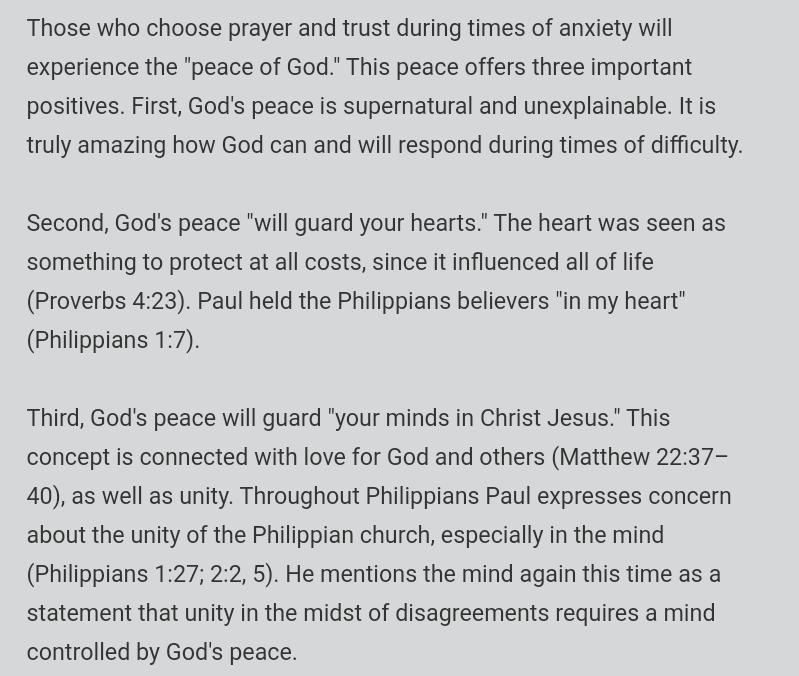 Those who choose prayer and trust during times of anxiety will
experience the "peace of God." This peace offers three important
positives. First, God's peace is supernatural and unexplainable. It is
truly amazing how God can and will respond during times of difficulty.
Second, God's peace "will guard your hearts." The heart was seen as
something to protect at all costs, since it influenced all of life
(Proverbs 4:23). Paul held the Philippians believers "in my heart"
(Philippians 1:7).
Third, God's peace will guard "your minds in Christ Jesus." This
concept is connected with love for God and others (Matthew 22:37–
40), as well as unity. Throughout Philippians Paul expresses concern
about the unity of the Philippian church, especially in the mind
(Philippians 1:27; 2:2, 5). He mentions the mind again this time as a
statement that unity in the midst of disagreements requires a mind
controlled by God's peace.